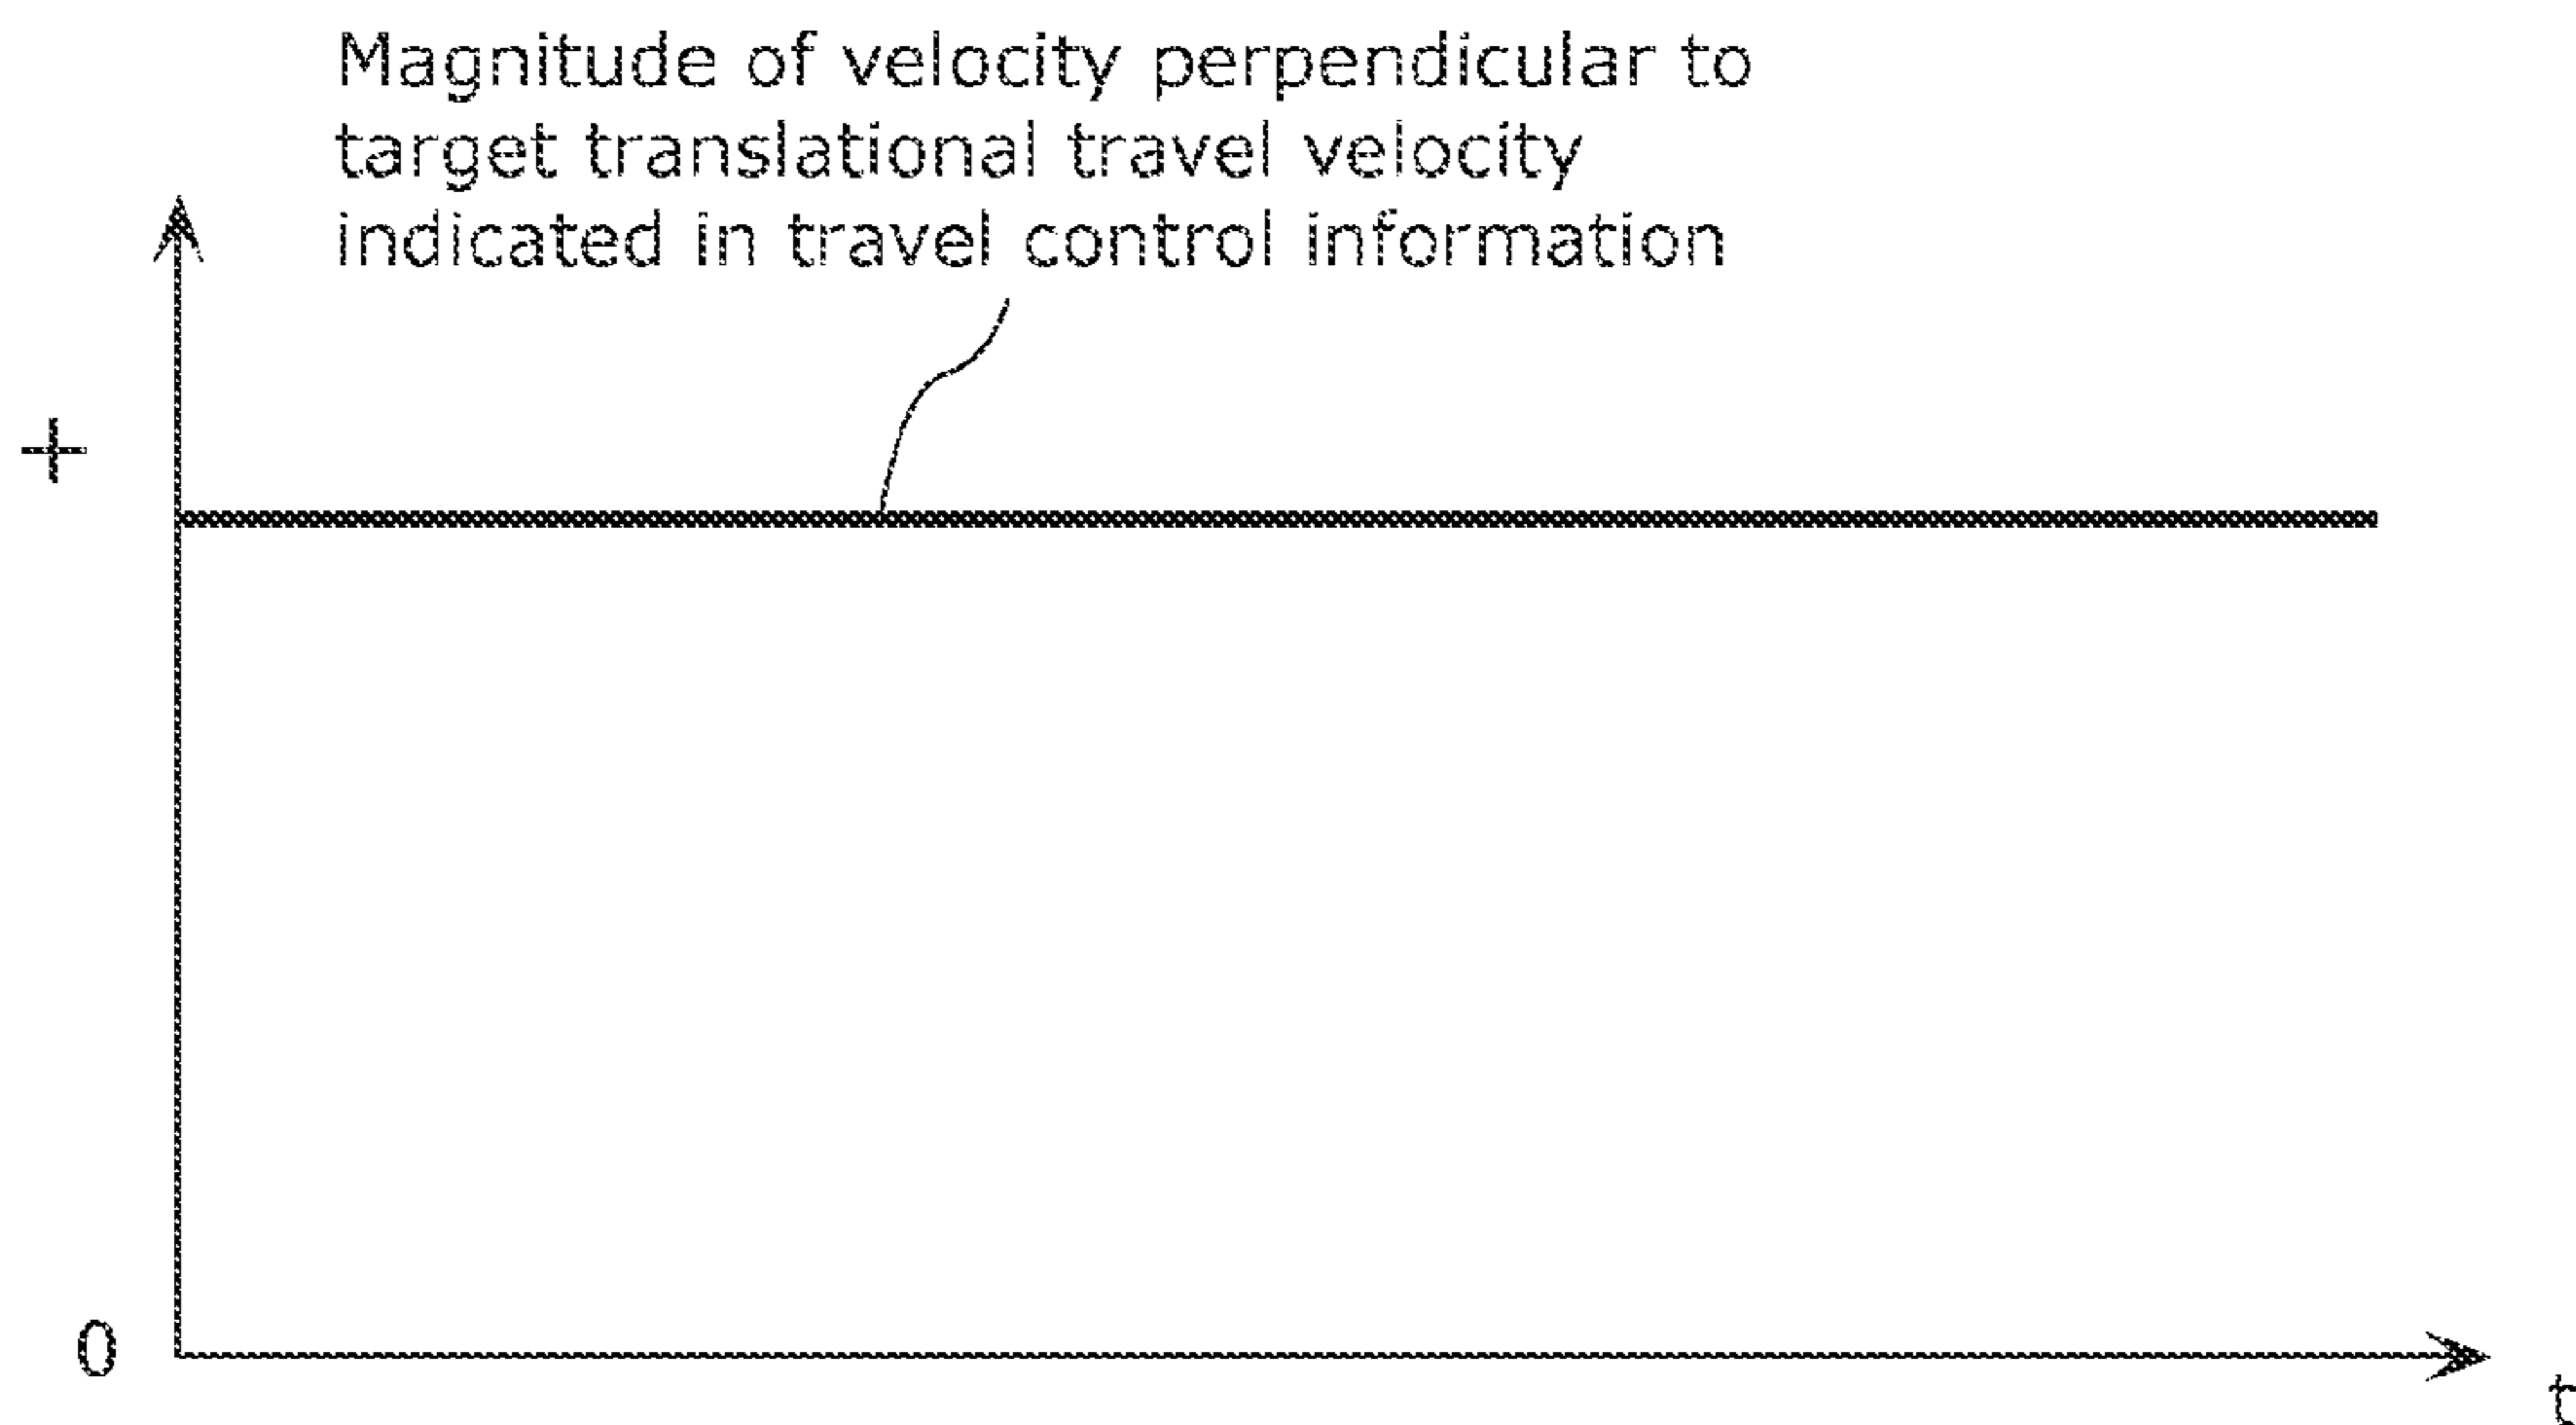 Magnitude of velocity perpendicular to
target translational travel velocity
indicated in travel control information
+
0
t